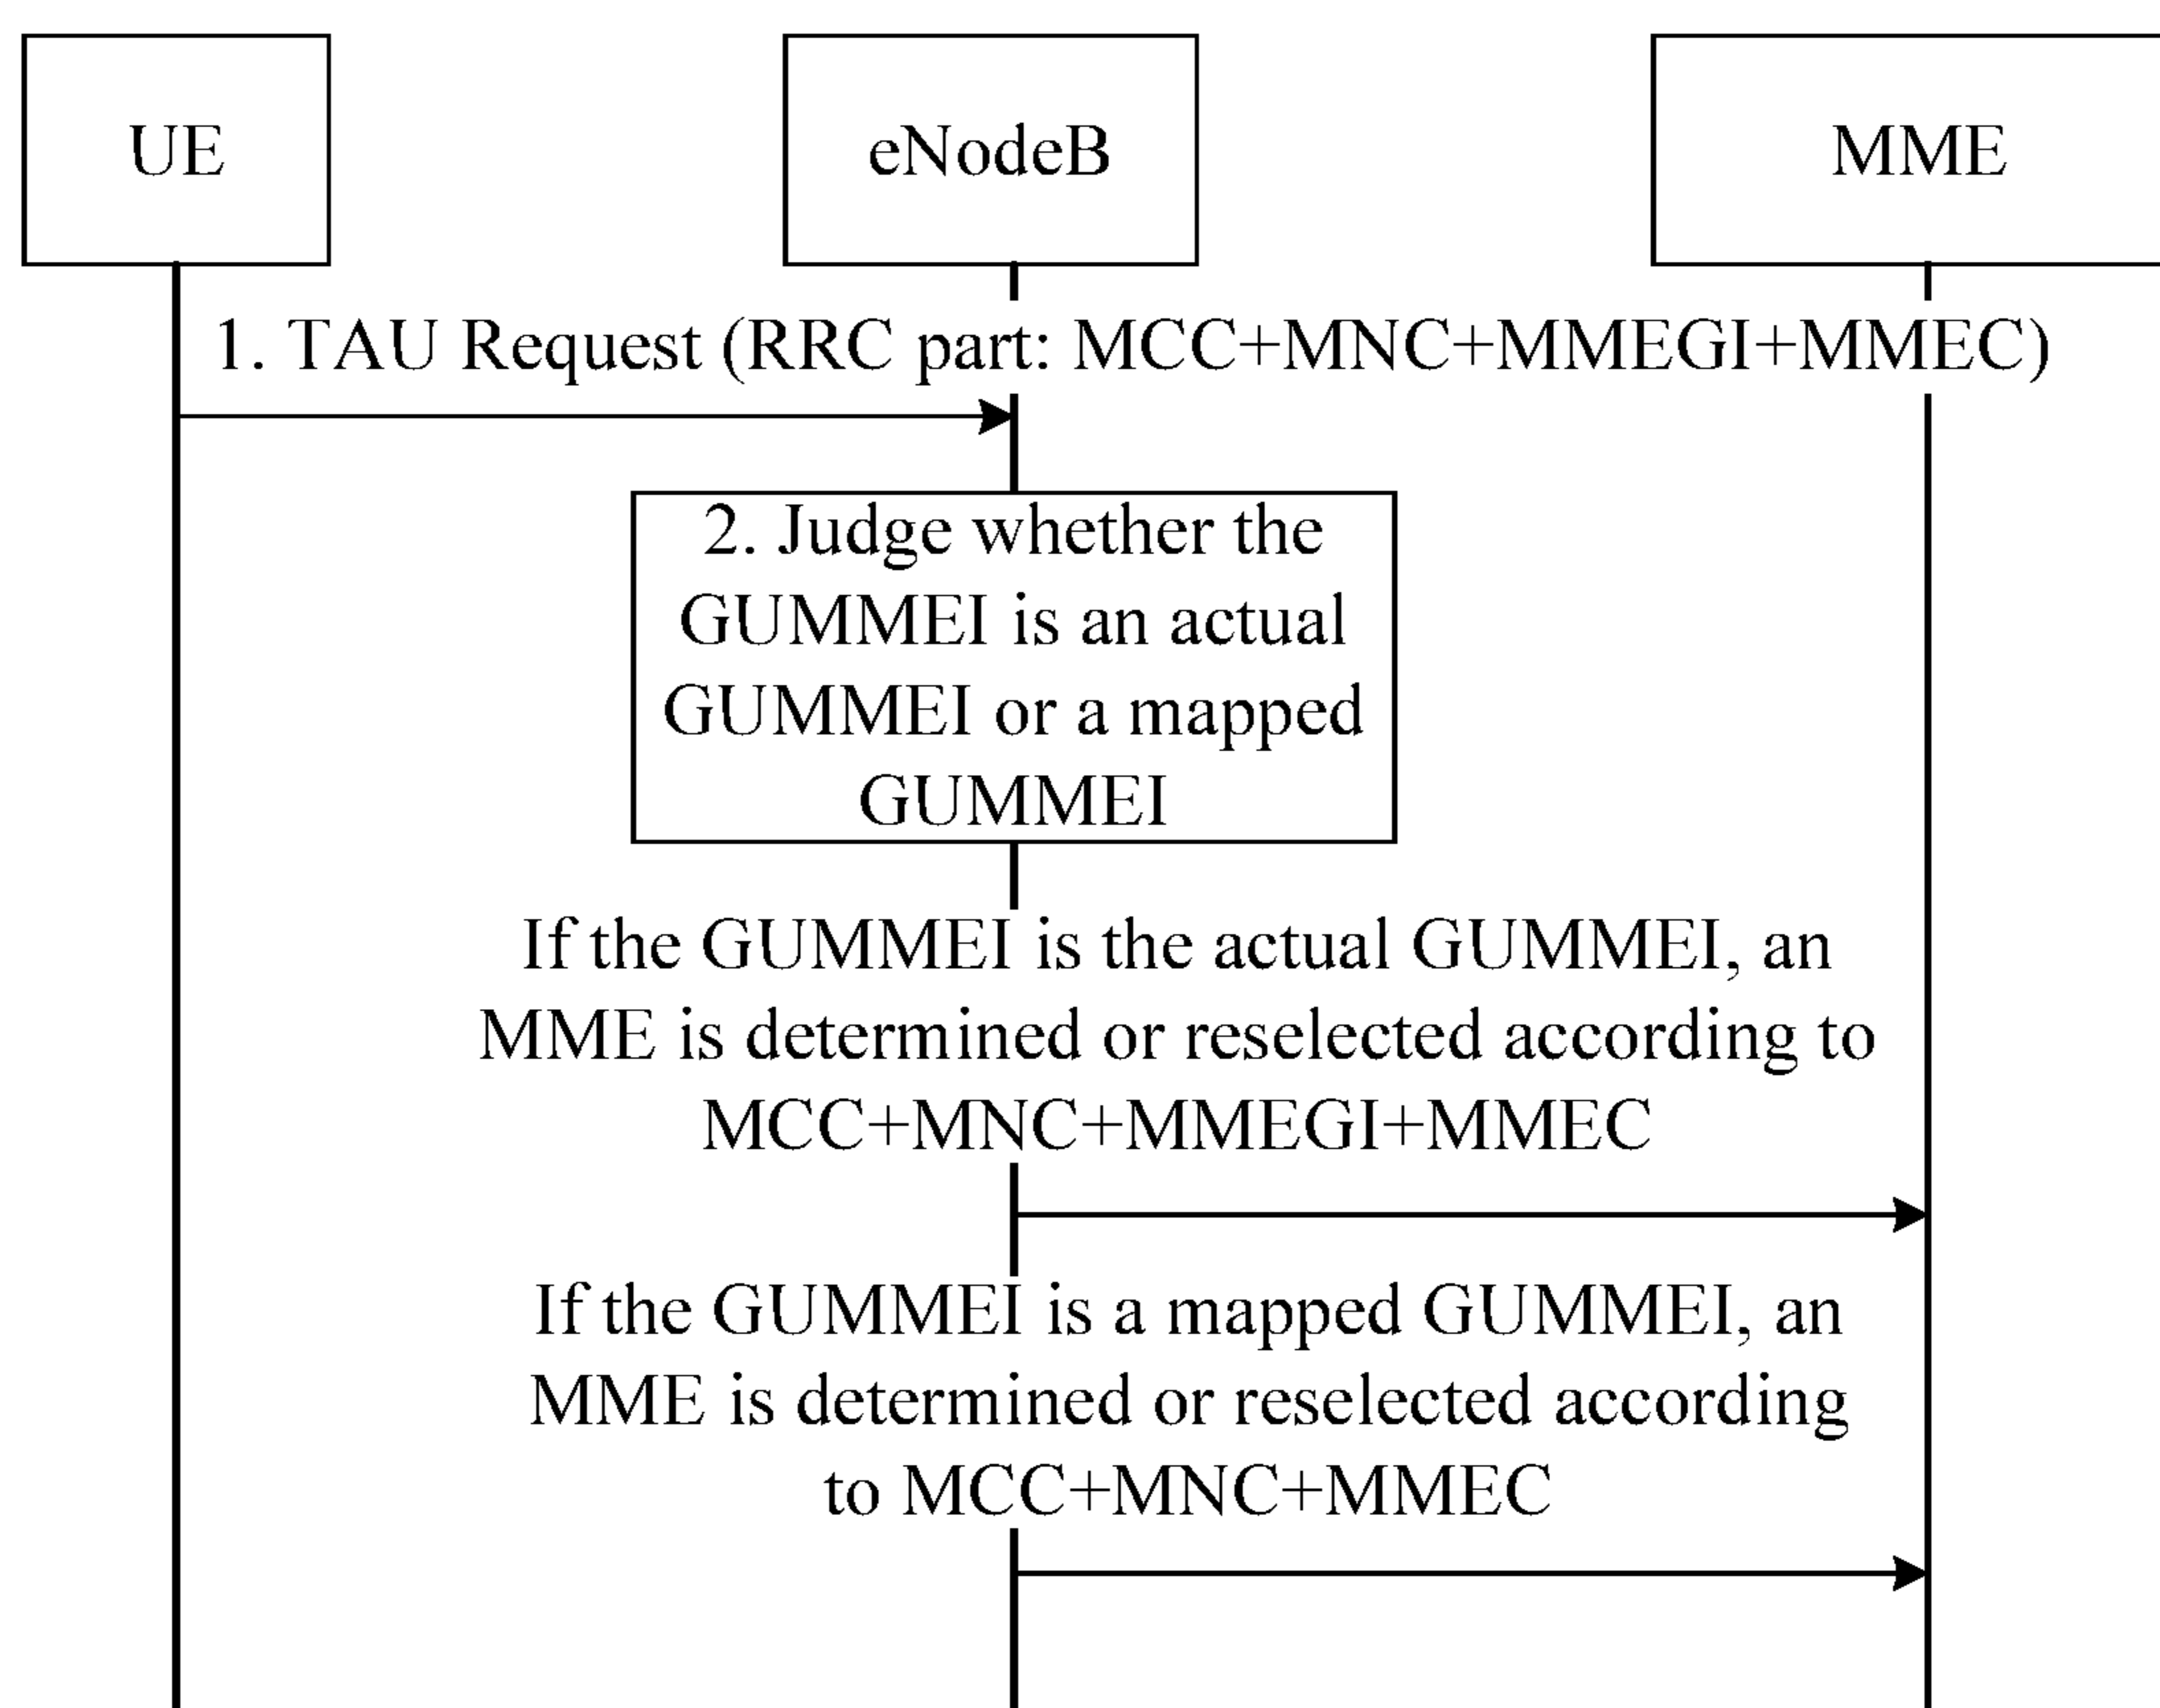 UE
eNodeB
MME
1. TAU Request (RRC part: MCC+MNC+MMEGI+MMEC)
2. Judge whether the
GUMMEI is an actual
GUMMEI or a mapped
GUMMEI
If the GUMMEI is the actual GUMMEI, an
MME is determined or reselected according to
MCC+MNC+MMEGI+MMEC
If the GUMMEI is a mapped GUMMEI, an
MME is determined or reselected according
to MCC+MNC+MMEC